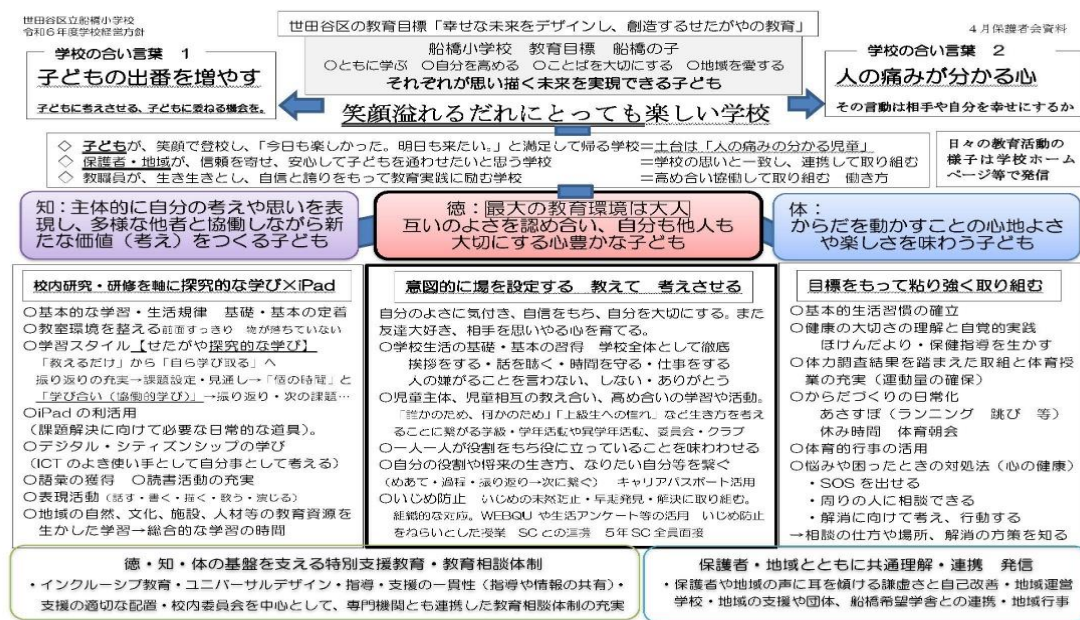 世田谷区立船橋小学校
令和6年度学校経営方針
世田谷区の教育目標「幸せな未来をデザインし、創造するせたがやの教育」
4月保護者会資料
学校の合い言葉 1
子どもの出番を増やす
子どもに考えさせる、子どもに委ねる機会を。
船橋小学校 教育目標 船橋の子
○ともに学ぶ ○自分を高める ○ことばを大切にする ○地域を愛する
それぞれが思い描く未来を実現できる子ども
学校の合い言葉 2
人の痛みが分かる心
その言動は相手や自分を幸せにするか
笑顔溢れるだれにとっても楽しい学校
◇ 子どもが、笑顔で登校し、「今日も楽しかった。明日も来たい。」と満足して帰る学校=土台は「人の痛みの分かる児童」
◇ 保護者・地域が、信頼を寄せ、安心して子どもを通わせたいと思う学校 =学校の思いと一致し、連携して取り組む
◇ 教職員が、生き生きとし、自信と誇りをもって教育実践に励む学校 =高め合い協働して取り組む 働き方
日々の教育活動の
様子は学校ホーム
ページ等で発信
知:主体的に自分の考えや思いを表
現し、多様な他者と協働しながら新
たな価値(考え)をつくる子ども
徳:最大の教育環境は大人
互いのよさを認め合い、自分も他人も
大切にする心豊かな子ども
体:
からだを動かすことの心地よさ
や楽しさを味わう子ども
校内研究・研修を軸に探究的な学び×iPad
○基本的な学習・生活規律 基礎・基本の定着
○教室環境を整える前面すっきり 物が落ちていない
○学習スタイル【せたがや探究的な学び】
「教えるだけ」から「自ら学び取る」へ
振り返りの充実→課題設定・見通し→「個の時間」と
「学び合い(協働的学び)」→振り返り・次の課題…
○iPadの利活用
(課題解決に向けて必要な日常的な道具)。
○デジタル・シティズンシップの学び
(ICTのよき使い手として自分事として考える)
○語彙の獲得 ○読書活動の充実
○表現活動(話す・書く・描く・歌う・演じる)
○地域の自然、文化、施設、人材等の教育資源を
生かした学習→総合的な学習の時間
意図的に場を設定する 教えて 考えさせる
自分のよさに気付き、自信をもち、自分を大切にする。また
友達大好き、相手を思いやる心を育てる。
○学校生活の基礎・基本の習得 学校全体として徹底
挨拶をする・話を聴く・時間を守る・仕事をする
人の嫌がることを言わない、しない・ありがとう
○児童主体、児童相互の教え合い、高め合いの学習や活動。
「誰かのため、何かのため」「上級生への憧れ」など生き方を考え
ることに繋がる学級・学年活動や異学年活動、委員会・クラブ
○一人一人が役割をもち役に立っていることを味わわせる
○自分の役割や将来の生き方、なりたい自分等を繋ぐ
(めあて・過程・振り返り→次に繋ぐ) キャリアパスポート活用
○いじめ防止 いじめの未然防止・早期発見・解決に取り組む。
組織的な対応。WEBQUや生活アンケート等の活用 いじめ防止
をねらいとした授業 SCとの連携 5年SC全員面接
目標をもって粘り強く取り組む
○基本的生活習慣の確立
○健康の大切さの理解と自覚的実践
ほけんだより・保健指導を生かす
○体力調査結果を踏まえた取組と体育授
業の充実(運動量の確保)
○からだづくりの日常化
あさすぽ(ランニング 跳び 等)
休み時間 体育朝会
○体育的行事の活用
○悩みや困ったときの対処法(心の健康)
・SOSを出せる
・周りの人に相談できる
・解消に向けて考え、行動する
→相談の仕方や場所、解消の方策を知る
徳・知・体の基盤を支える特別支援教育・教育相談体制
・インクルーシブ教育・ユニバーサルデザイン・指導・支援の一貫性(指導や情報の共有)・
支援の適切な配置・校内委員会を中心として、専門機関とも連携した教育相談体制の充実
保護者・地域とともに共通理解・連携 発信
・保護者や地域の声に耳を傾ける謙虚さと自己改善・地域運営
学校・地域の支援や団体、船橋希望学舎との連携・地域行事